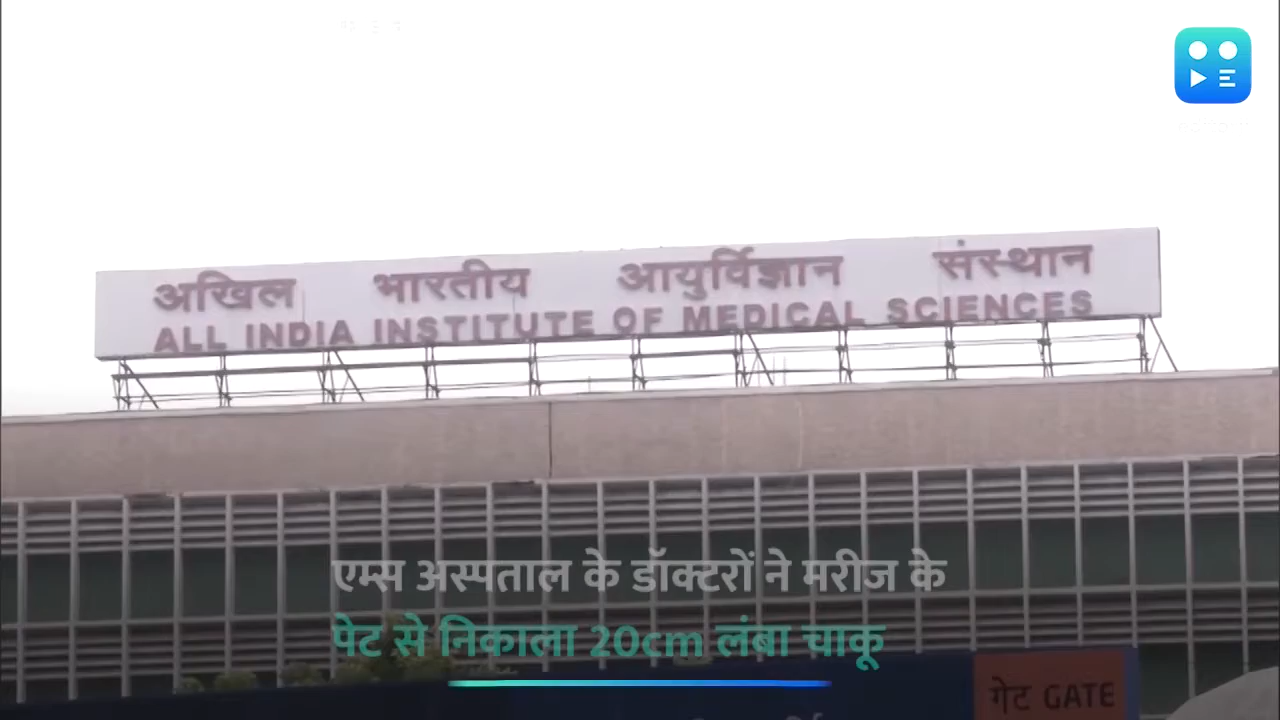 अखिल भारतीय आयुर्विज्ञान संस्थान
ALL INDIA INSTITUTE OF MEDICAL SCIENCES
एम्स अस्पताल के डॉक्टरों ने मरीज के
पेट से निकाला 20cm लंबा चाकू
गेट GATE